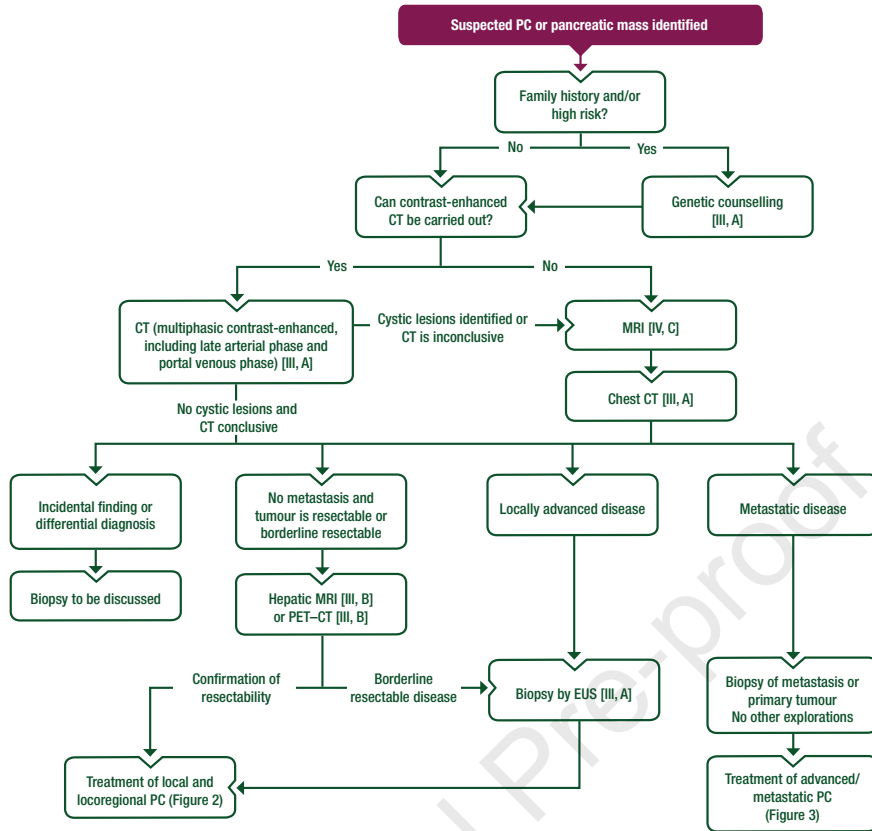 Suspected PC or pancreatic mass identified
Family history and/or
high risk?
No
Yes
Can contrast-enhanced
CT be carried out?
Genetic counselling
[III, A]
Yes
No
CT (multiphasic contrast-enhanced,
including late arterial phase and
portal venous phase) [III, A]
Cystic lesions identified or
CT is inconclusive
MRI [IV, C]
Chest CT [III, A]
No cystic lesions and
CT conclusive
Incidental finding or
differential diagnosis
No metastasis and
tumour is resectable or
borderline resectable
Locally advanced disease
Metastatic disease
Biopsy to be discussed
Hepatic MRI [III, B]
or PET–CT [III, B]
Confirmation of
resectability
Borderline
resectable disease
Biopsy by EUS [III, A]
Biopsy of metastasis or
primary tumour
No other explorations
Treatment of local and
locoregional PC (Figure 2)
Treatment of advanced/
metastatic PC
(Figure 3)
Pre-proof